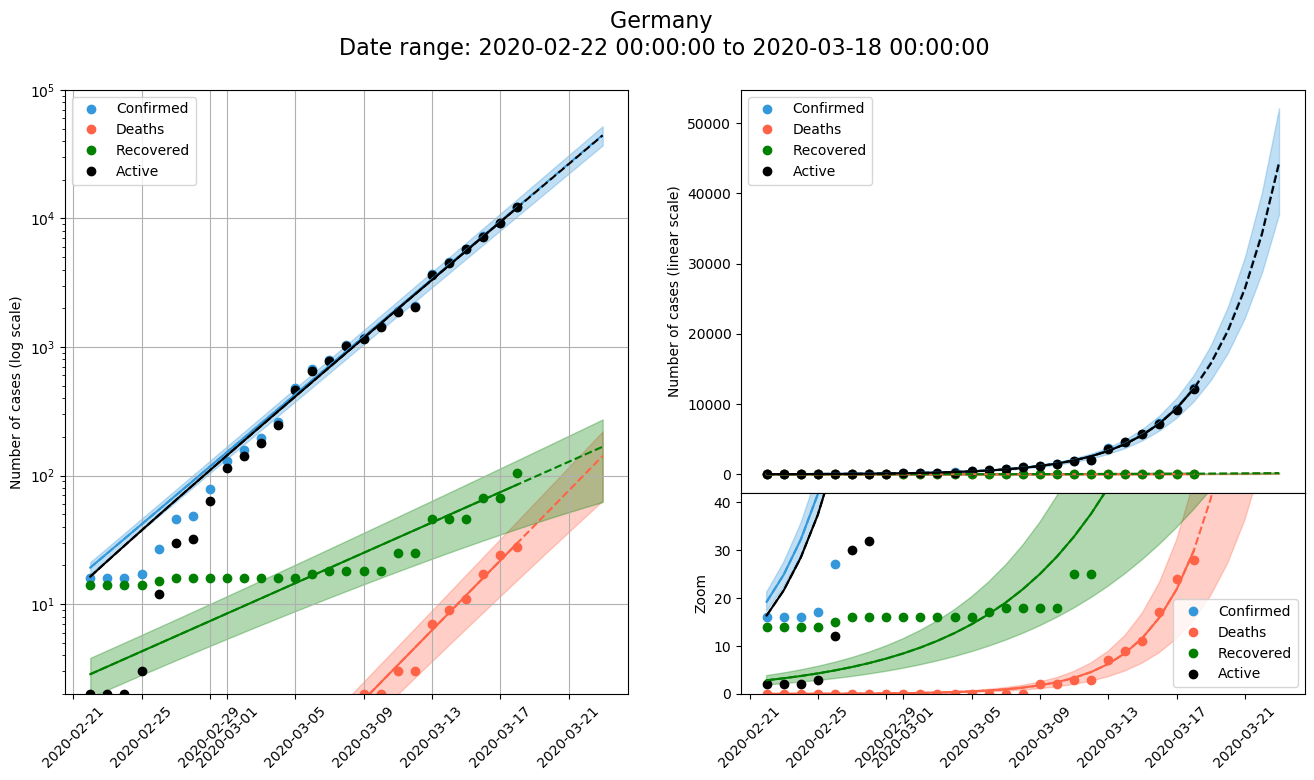 Germany
Date range: 2020-02-22 00:00:00 to 2020-03-18 00:00:00
Number of cases (log scale)
10^5
10^4
10^3
10^2
10^1
Confirmed
Deaths
Recovered
Active
2020-02-21
2020-02-25
2020-02-29
2020-03-01
2020-03-05
2020-03-09
2020-03-13
2020-03-17
2020-03-21
Number of cases (linear scale)
50000
40000
30000
20000
10000
0
Confirmed
Deaths
Recovered
Active
Zoom
40
30
20
10
0
Confirmed
Deaths
Recovered
Active
2020-02-21
2020-02-25
2020-02-29
2020-03-01
2020-03-05
2020-03-09
2020-03-13
2020-03-17
2020-03-21